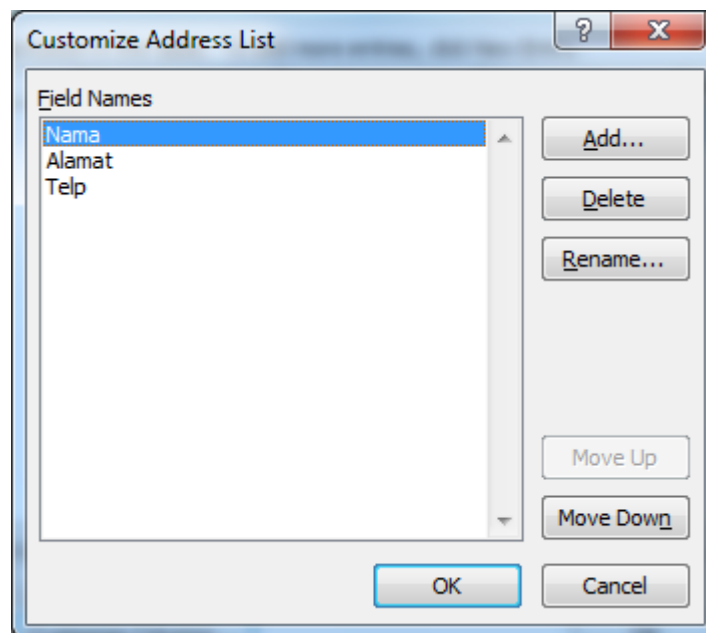 Customize Address List
Field Names
Nama
Alamat
Telp
Add...
Delete
Rename...
Move Up
Move Down
OK
Cancel